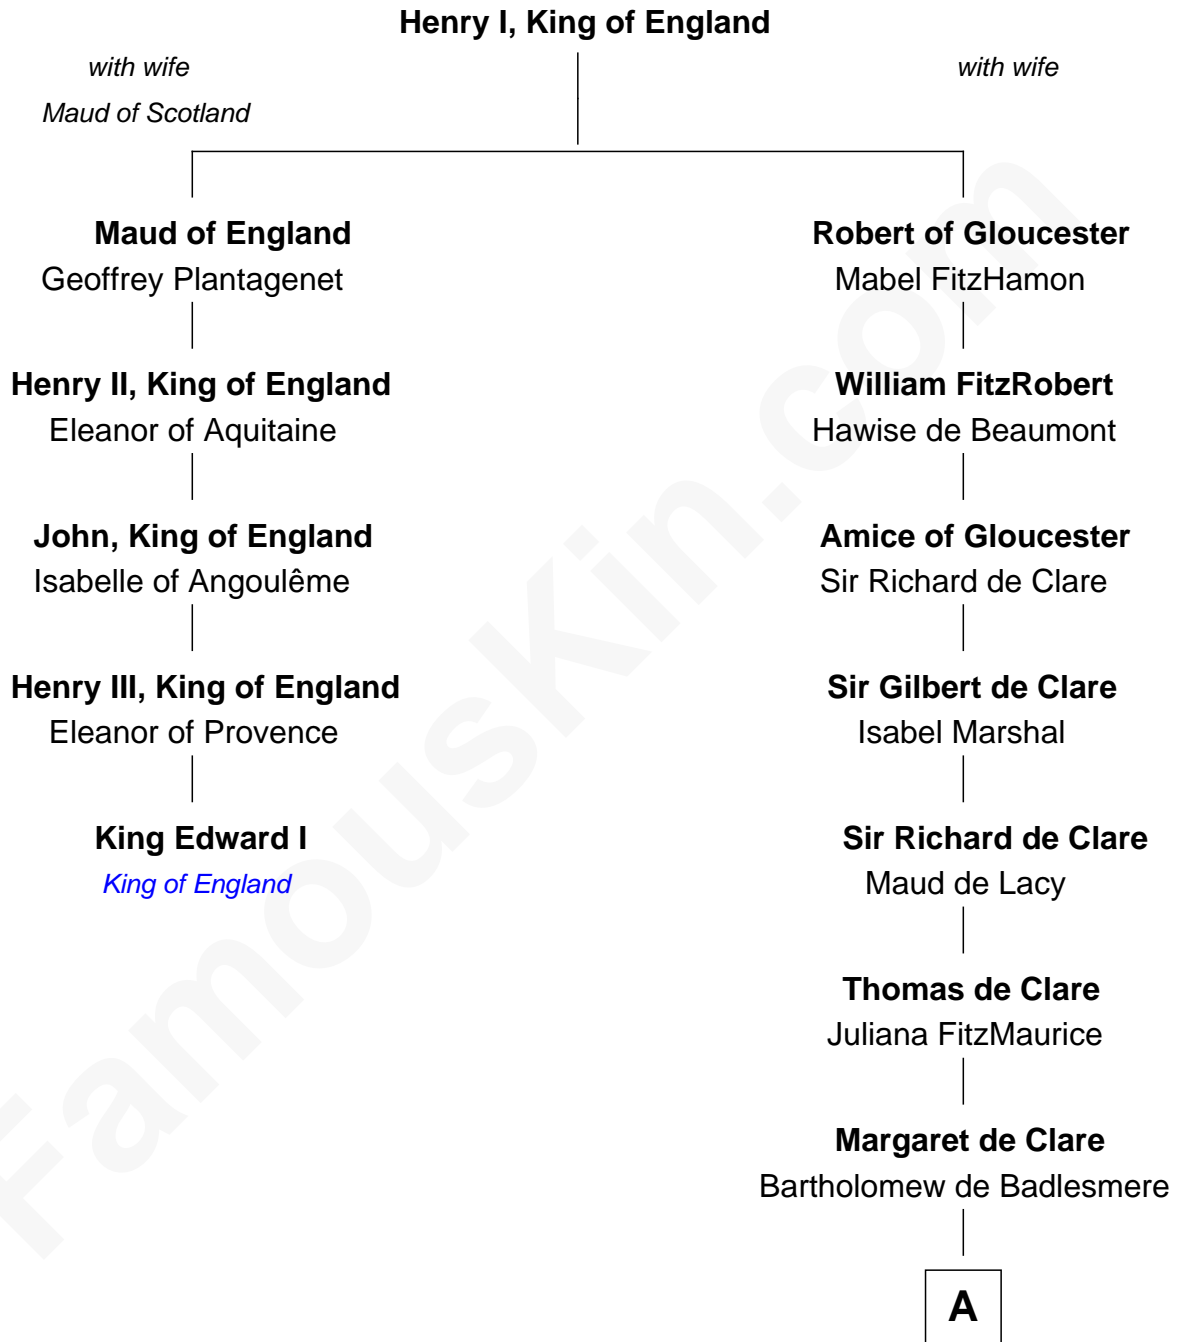 Henry I, King of England
with wife
Maud of Scotland
with wife
Maud of England
Geoffrey Plantagenet
Robert of Gloucester
Mabel FitzHamon
Henry II, King of England
Eleanor of Aquitaine
William FitzRobert
Hawise de Beaumont
John, King of England
Isabelle of Angoulême
Amice of Gloucester
Sir Richard de Clare
Henry III, King of England
Eleanor of Provence
Sir Gilbert de Clare
Isabel Marshal
King Edward I
King of England
Sir Richard de Clare
Maud de Lacy
Thomas de Clare
Juliana FitzMaurice
Margaret de Clare
Bartholomew de Badlesmere
A
FamousKin.com